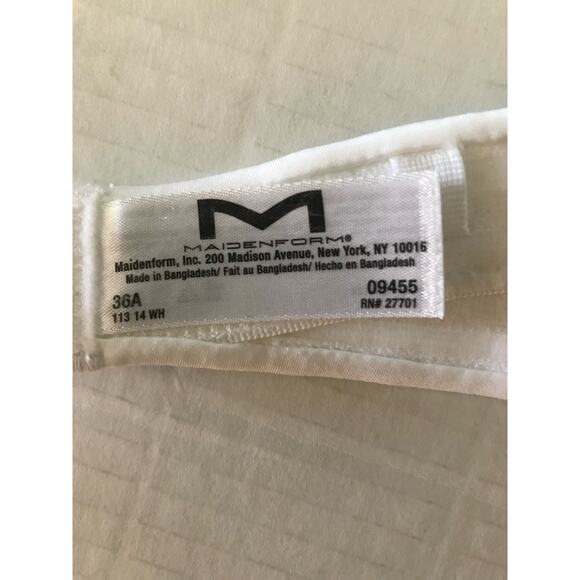 M
MAIDENFORM®
Maidenform, Inc. 200 Madison Avenue, New York, NY 10016
Made in Bangladesh/ Fait au Bangladesh/ Hecho en Bangladesh
36A 09455
113 14 WH RN# 27701